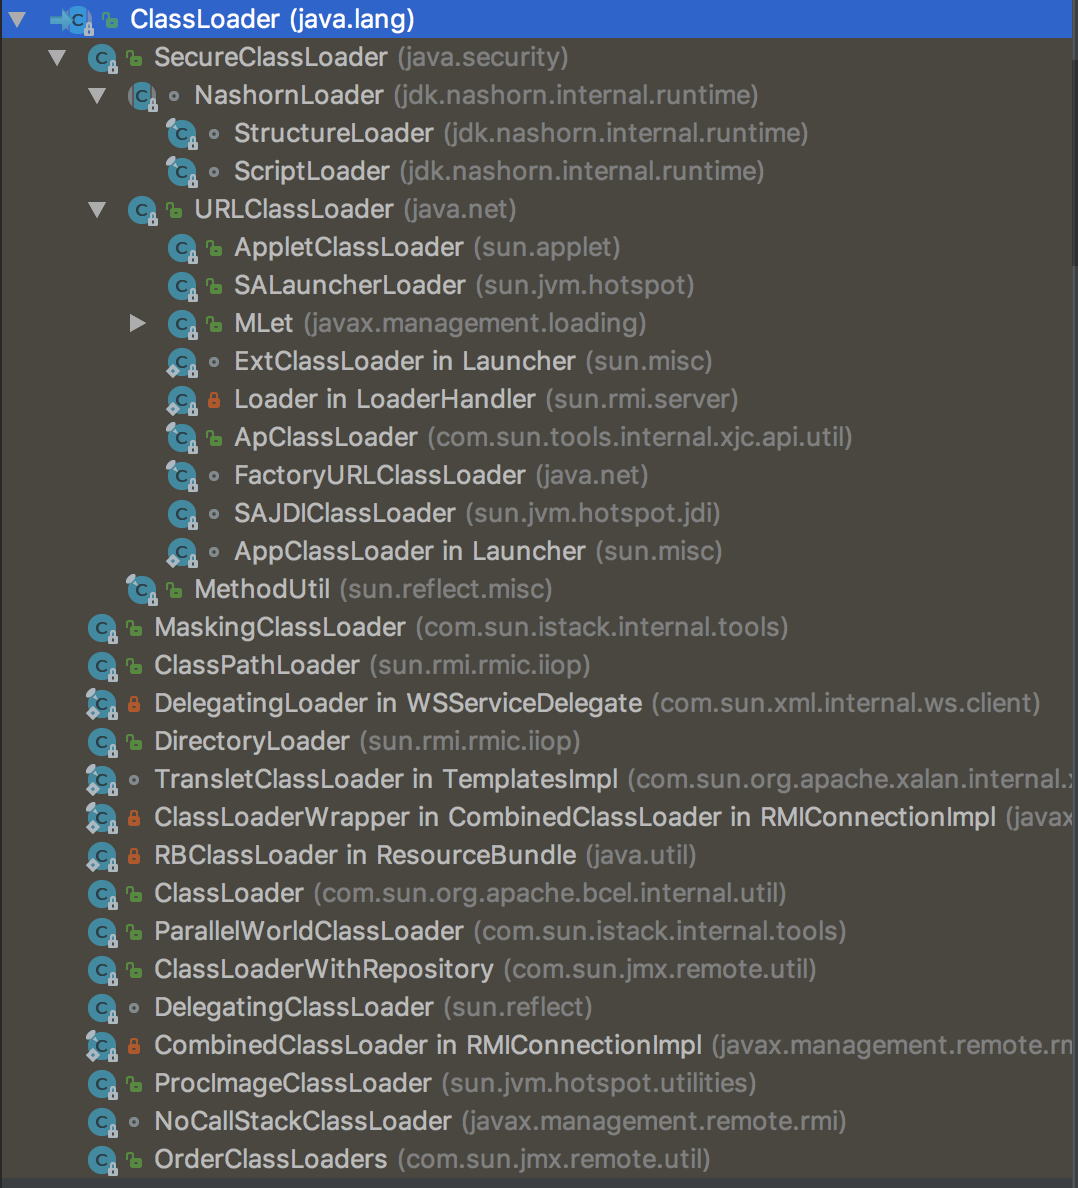 ClassLoader (java.lang)
SecureClassLoader (java.security)
NashornLoader (jdk.nashorn.internal.runtime)
StructureLoader (jdk.nashorn.internal.runtime)
ScriptLoader (jdk.nashorn.internal.runtime)
URLClassLoader (java.net)
AppletClassLoader (sun.applet)
SALauncherLoader (sun.jvm.hotspot)
MLet (javax.management.loading)
ExtClassLoader in Launcher (sun.misc)
Loader in LoaderHandler (sun.rmi.server)
ApClassLoader (com.sun.tools.internal.xjc.api.util)
FactoryURLClassLoader (java.net)
SAJDIClassLoader (sun.jvm.hotspot.jdi)
AppClassLoader in Launcher (sun.misc)
MethodUtil (sun.reflect.misc)
MaskingClassLoader (com.sun.istack.internal.tools)
ClassPathLoader (sun.rmi.rmic.iiop)
DelegatingLoader in WSServiceDelegate (com.sun.xml.internal.ws.client)
DirectoryLoader (sun.rmi.rmic.iiop)
TransletClassLoader in TemplatesImpl (com.sun.org.apache.xalan.internal.
ClassLoaderWrapper in CombinedClassLoader in RMIConnectionImpl (javax
RBClassLoader in ResourceBundle (java.util)
ClassLoader (com.sun.org.apache.bcel.internal.util)
ParallelWorldClassLoader (com.sun.istack.internal.tools)
ClassLoaderWithRepository (com.sun.jmx.remote.util)
DelegatingClassLoader (sun.reflect)
CombinedClassLoader in RMIConnectionImpl (javax.management.remote.rm
ProcImageClassLoader (sun.jvm.hotspot.utilities)
NoCallStackClassLoader (javax.management.remote.rmi)
OrderClassLoaders (com.sun.jmx.remote.util)